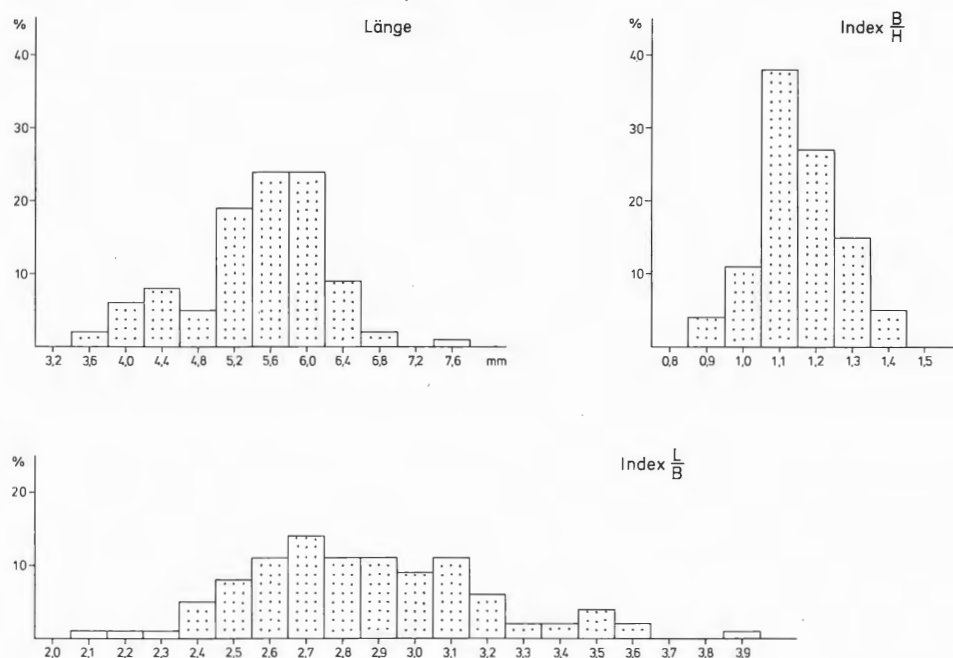 %
Länge
40
30
20
10
3,2 3,6 4,0 4,4 4,8 5,2 5,6 6,0 6,4 6,8 7,2 7,6 mm
%
Index B/H
40
30
20
10
0,8 0,9 1,0 1,1 1,2 1,3 1,4 1,5
%
Index L/B
20
10
2,0 2,1 2,2 2,3 2,4 2,5 2,6 2,7 2,8 2,9 3,0 3,1 3,2 3,3 3,4 3,5 3,6 3,7 3,8 3,9